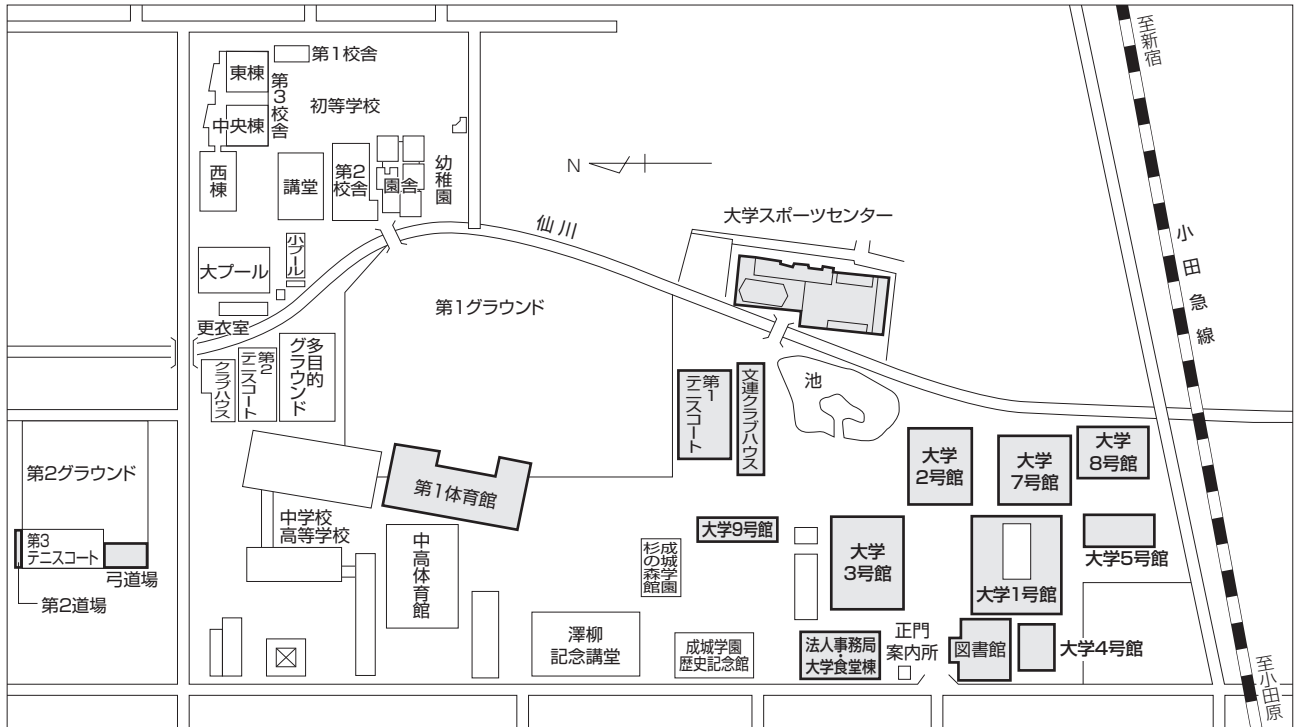 至新宿
第1校舎
東棟
第3校舎
初等学校
中央棟
西棟
講堂
第2
校舎
園舎
幼稚園
N
仙川
大学スポーツセンター
小田急線
大プール
小プール
更衣室
第1グラウンド
クラブハウス
第2
テニスコート
多目的
グラウンド
第1
テニスコート
文連クラブハウス
池
第2グラウンド
第1体育館
大学
2号館
大学
7号館
大学
8号館
第3
テニスコート
弓道場
第2道場
中学校
高等学校
中高体育館
成城学園
杉の森館
大学9号館
大学
3号館
大学1号館
大学5号館
澤柳
記念講堂
成城学園
歴史記念館
法人事務局
・
大学食堂棟
正門
案内所
図書館
大学4号館
至小田原